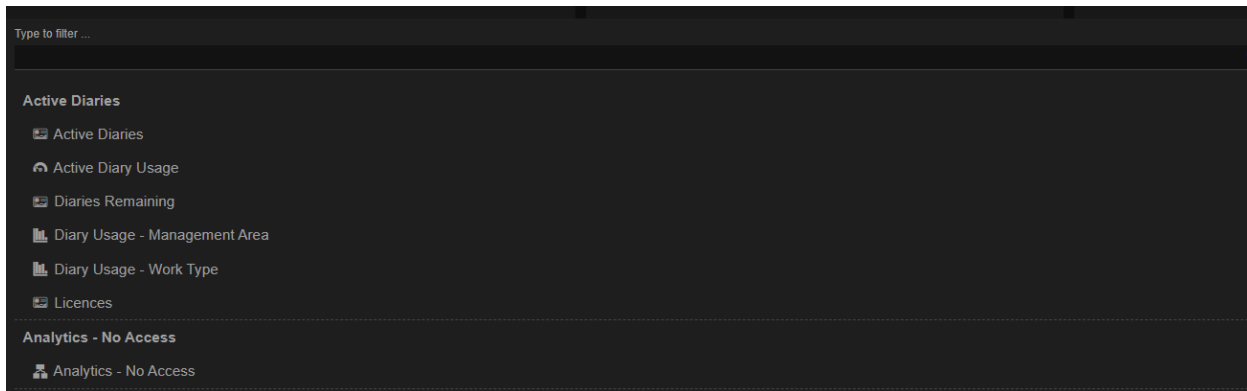 Type to filter ...
Active Diaries
Active Diaries
Active Diary Usage
Diaries Remaining
Diary Usage - Management Area
Diary Usage - Work Type
Licences
Analytics - No Access
Analytics - No Access